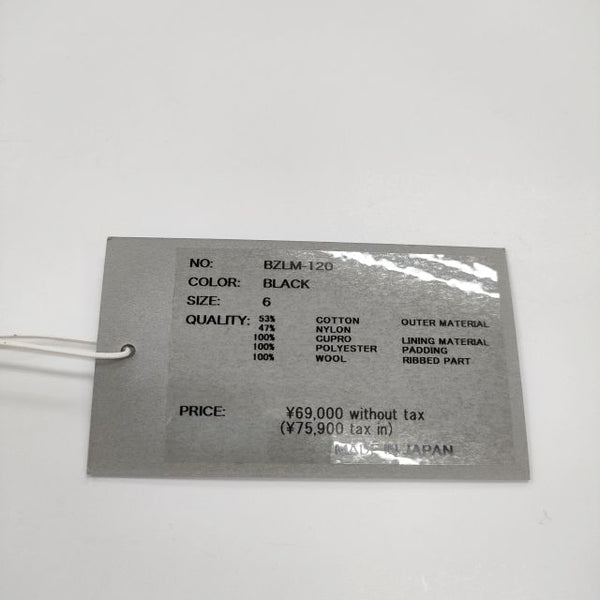 NO: BZLM-120
COLOR: BLACK
SIZE: 6
QUALITY: 53% COTTON OUTER MATERIAL
47% NYLON
100% CUPRO LINING MATERIAL
100% POLYESTER PADDING
100% WOOL RIBBED PART
PRICE: ¥69,000 without tax
(¥75,900 tax in)
MADE IN JAPAN